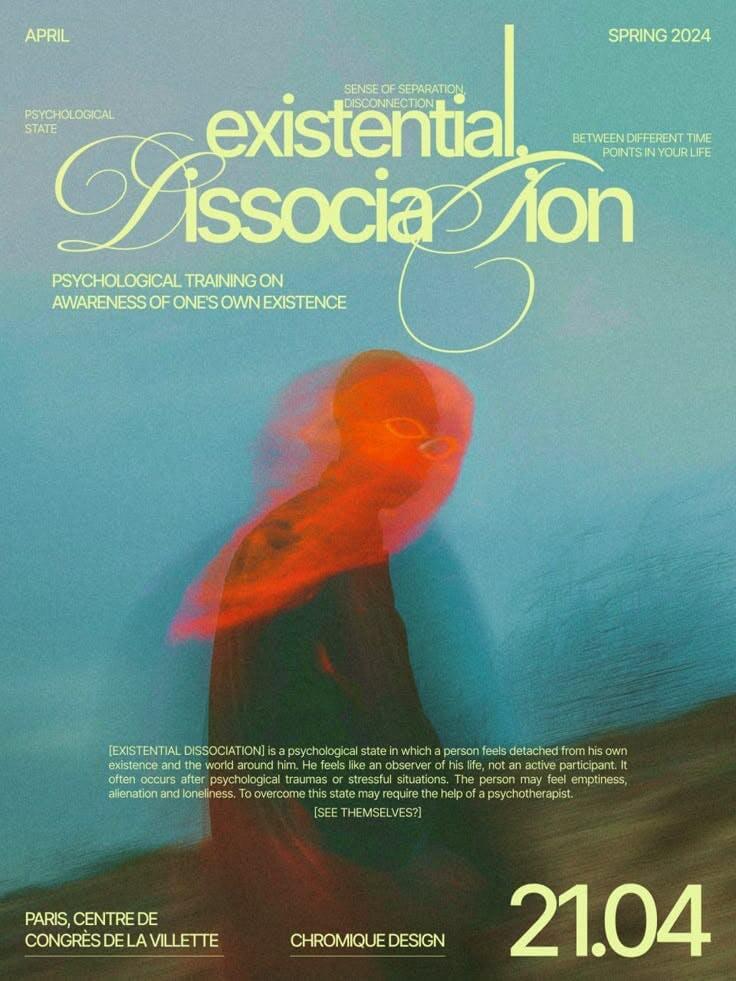 APRIL
SPRING 2024
SENSE OF SEPARATION,
DISCONNECTION
PSYCHOLOGICAL
STATE
existential.
BETWEEN DIFFERENT TIME
POINTS IN YOUR LIFE
DissociaTion
PSYCHOLOGICAL TRAINING ON
AWARENESS OF ONE'S OWN EXISTENCE
[EXISTENTIAL DISSOCIATION] is a psychological state in which a person feels detached from his own
existence and the world around him. He feels like an observer of his life, not an active participant. It
often occurs after psychological traumas or stressful situations. The person may feel emptiness,
alienation and loneliness. To overcome this state may require the help of a psychotherapist.
[SEE THEMSELVES?]
PARIS, CENTRE DE
CONGRÈS DE LA VILLETTE
CHROMIQUE DESIGN
21.04